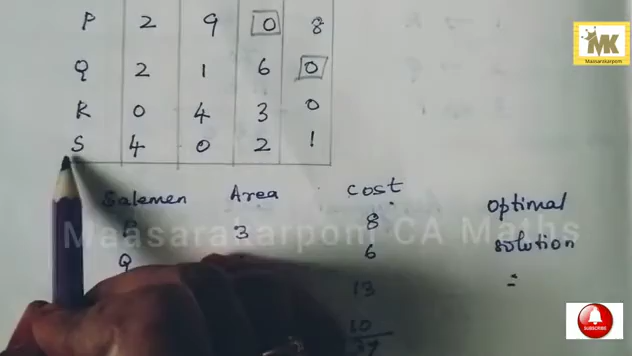 P 2 9 0 8
Q 2 1 6 0
R 0 4 3 0
S 4 0 2 1
Salemen Area cost
P 3 8
Q 6
13
10
37
optimal
solution
=
Maasarakarponi CA Maths
MK
Maasarakarponi
SUBSCRIBE